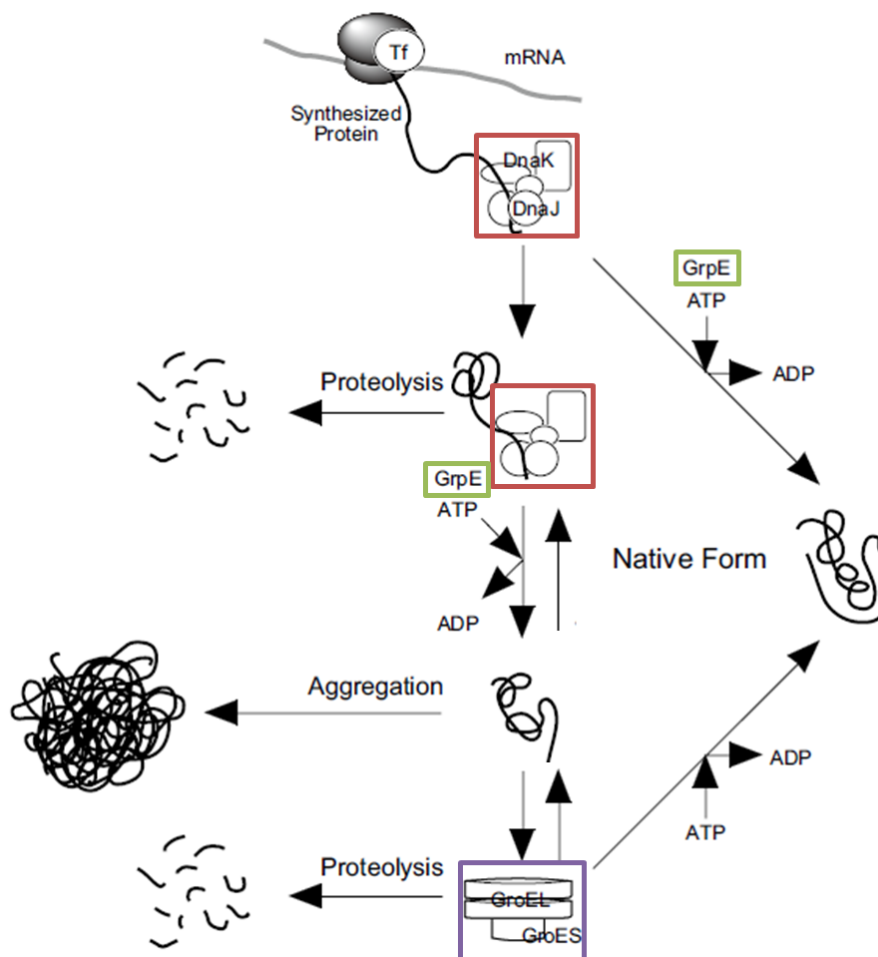 Tf
mRNA
Synthesized
Protein
DnaK
DnaJ
GrpE
ATP
ADP
Proteolysis
GrpE
ATP
ADP
Native Form
Aggregation
ADP
ATP
Proteolysis
GroEL
GroES